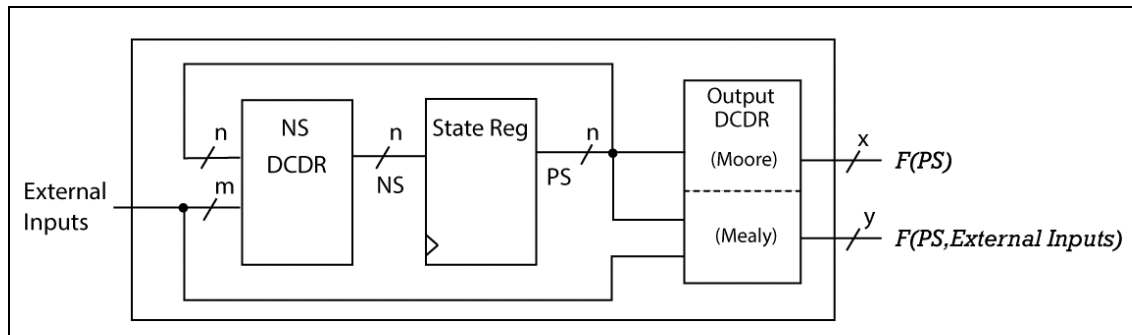 External
Inputs
n
m
NS
DCDR
n
NS
State Reg
n
PS
Output
DCDR
(Moore)
(Mealy)
x
F(PS)
y
F(PS,External Inputs)